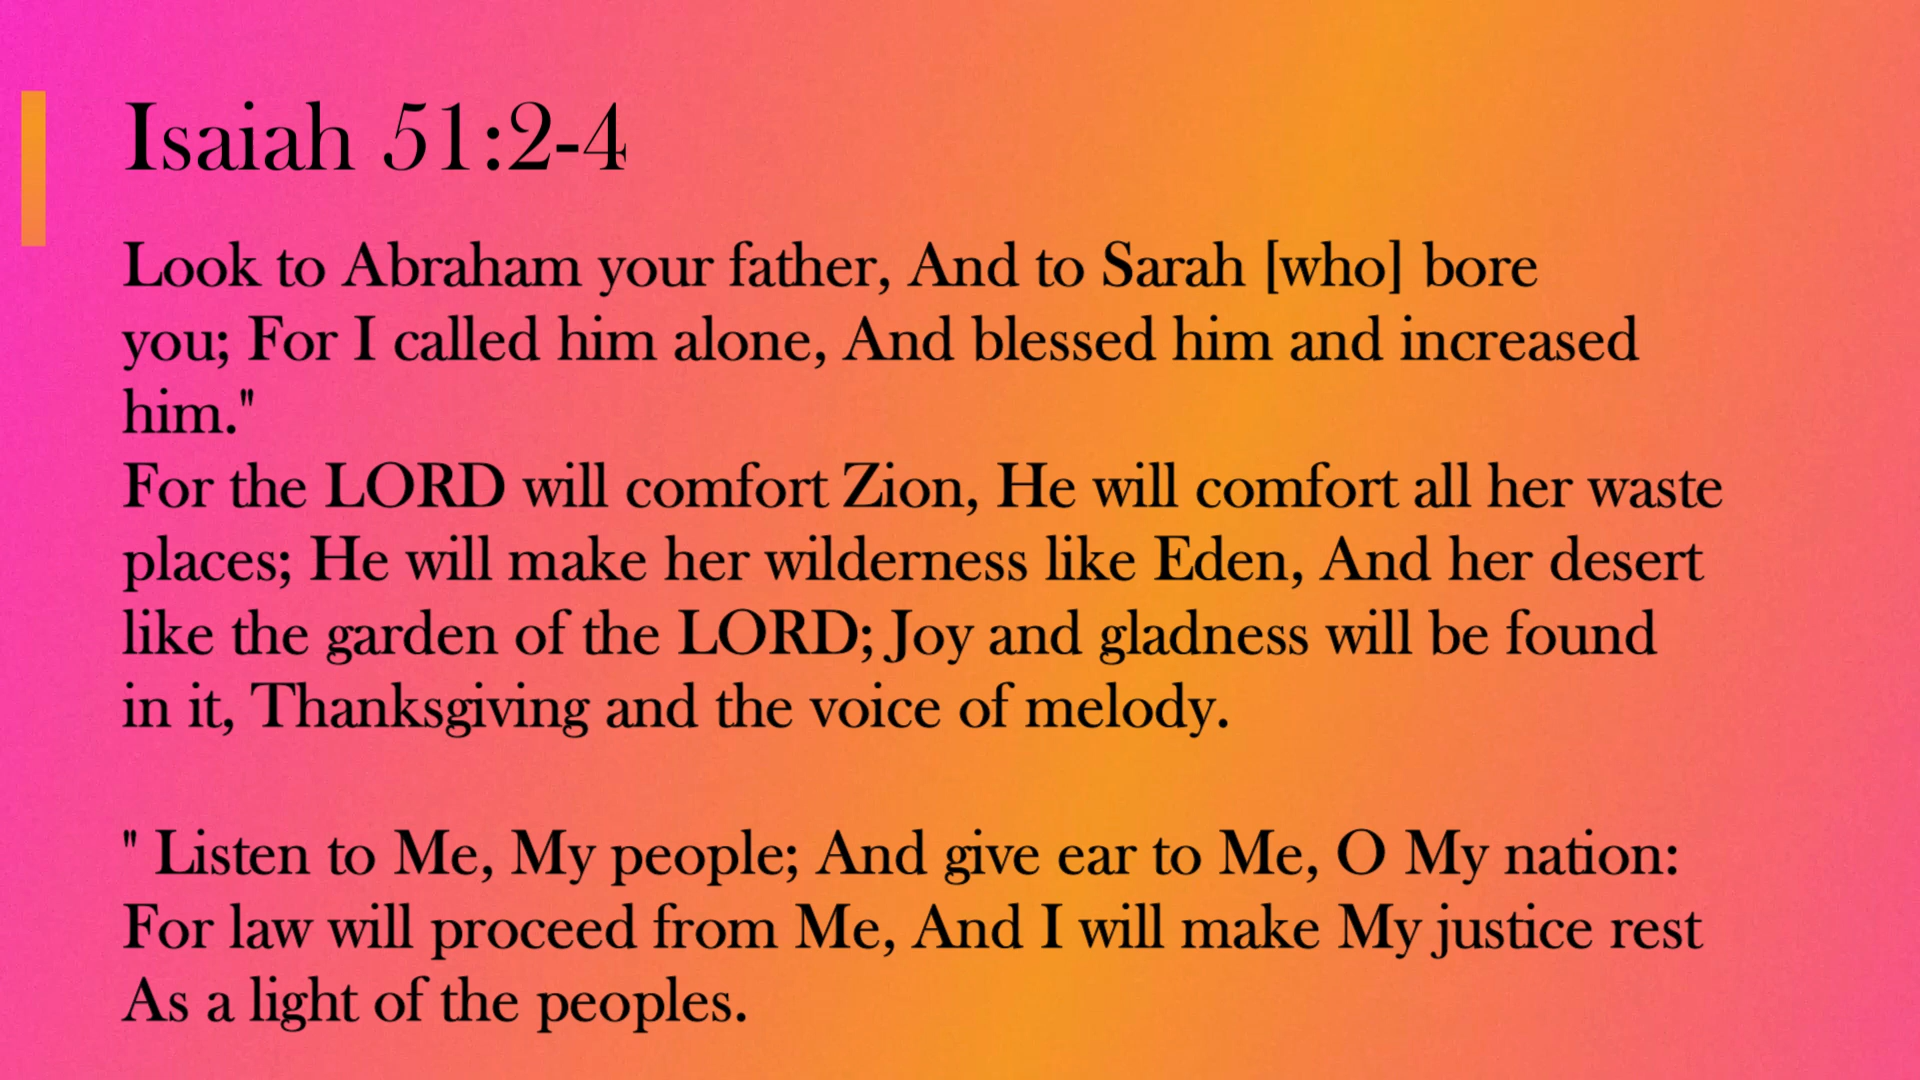 Isaiah 51:2-4
Look to Abraham your father, And to Sarah [who] bore
you; For I called him alone, And blessed him and increased
him."
For the LORD will comfort Zion, He will comfort all her waste
places; He will make her wilderness like Eden, And her desert
like the garden of the LORD; Joy and gladness will be found
in it, Thanksgiving and the voice of melody.
" Listen to Me, My people; And give ear to Me, O My nation:
For law will proceed from Me, And I will make My justice rest
As a light of the peoples.